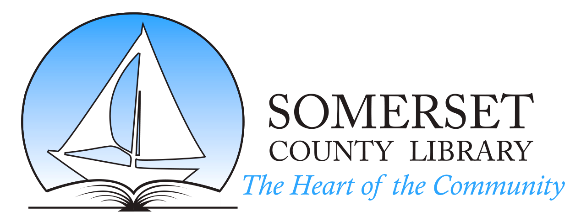 SOMERSET
COUNTY LIBRARY
The Heart of the Community